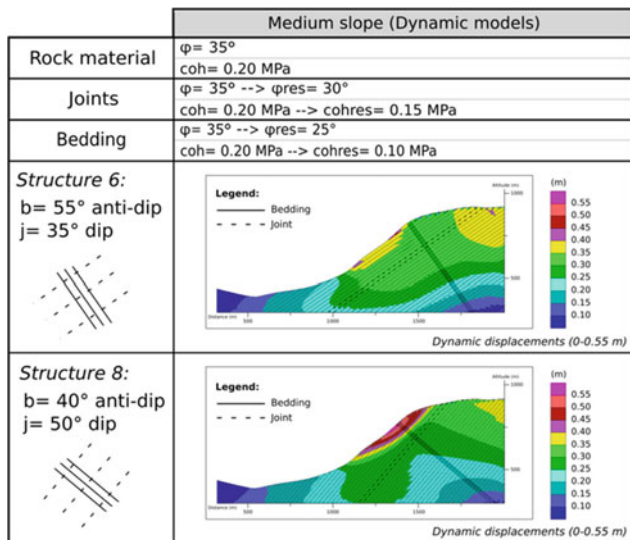 Medium slope (Dynamic models)
Rock material
φ= 35°
coh= 0.20 MPa
Joints
φ= 35° --> φres= 30°
coh= 0.20 MPa --> cohres= 0.15 MPa
Bedding
φ= 35° --> φres= 25°
coh= 0.20 MPa --> cohres= 0.10 MPa
Structure 6:
b= 55° anti-dip
j= 35° dip
Legend:
Bedding
Joint
Altitude (m)
1000
500
Distance (m)
500
1000
1500
(m)
0.55
0.50
0.45
0.40
0.35
0.30
0.25
0.20
0.15
0.10
Dynamic displacements (0-0.55 m)
Structure 8:
b= 40° anti-dip
j= 50° dip
Legend:
Bedding
Joint
Altitude (m)
1000
500
Distance (m)
500
1000
1500
(m)
0.55
0.50
0.45
0.40
0.35
0.30
0.25
0.20
0.15
0.10
Dynamic displacements (0-0.55 m)